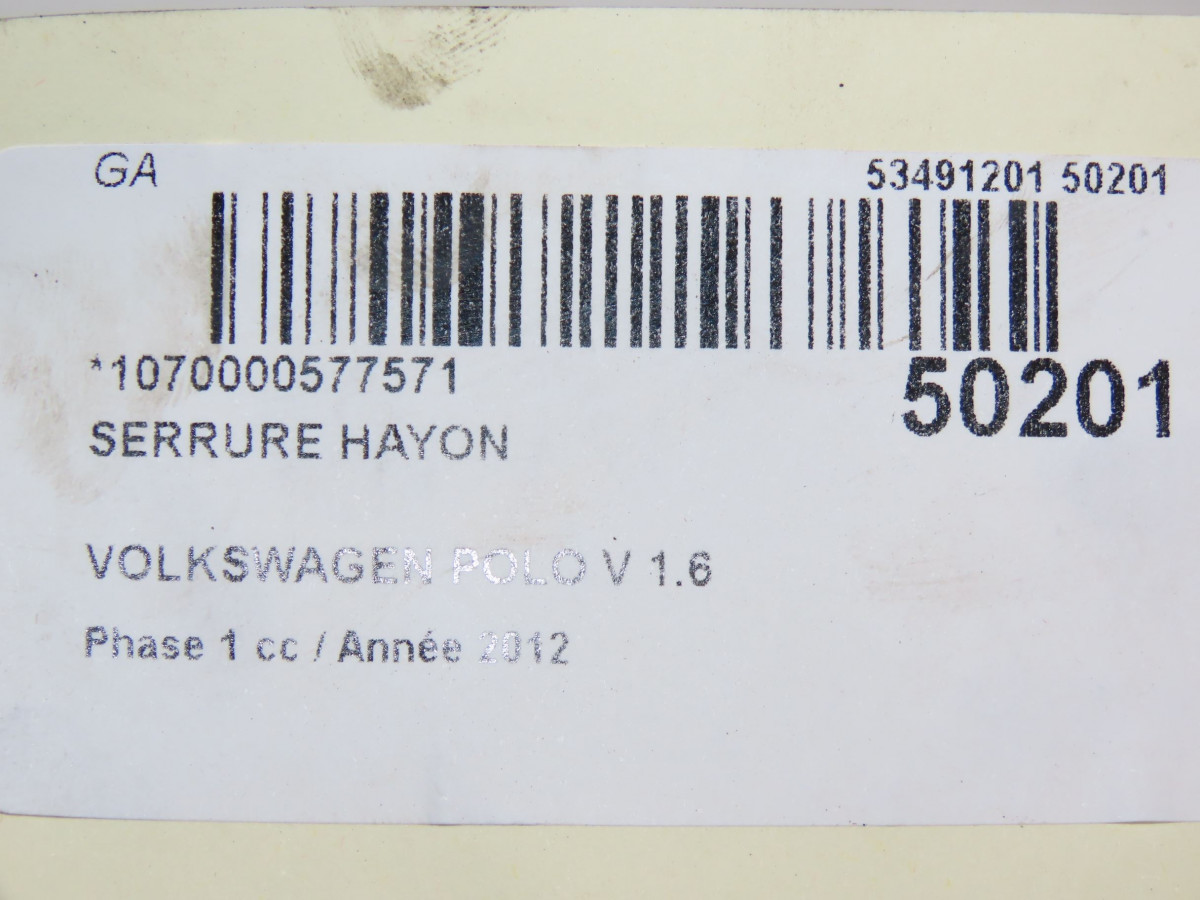 GA
53491201 50201
*1070000577571
50201
SERRURE HAYON
VOLKSWAGEN POLO V 1.6
Phase 1 cc / Année 2012